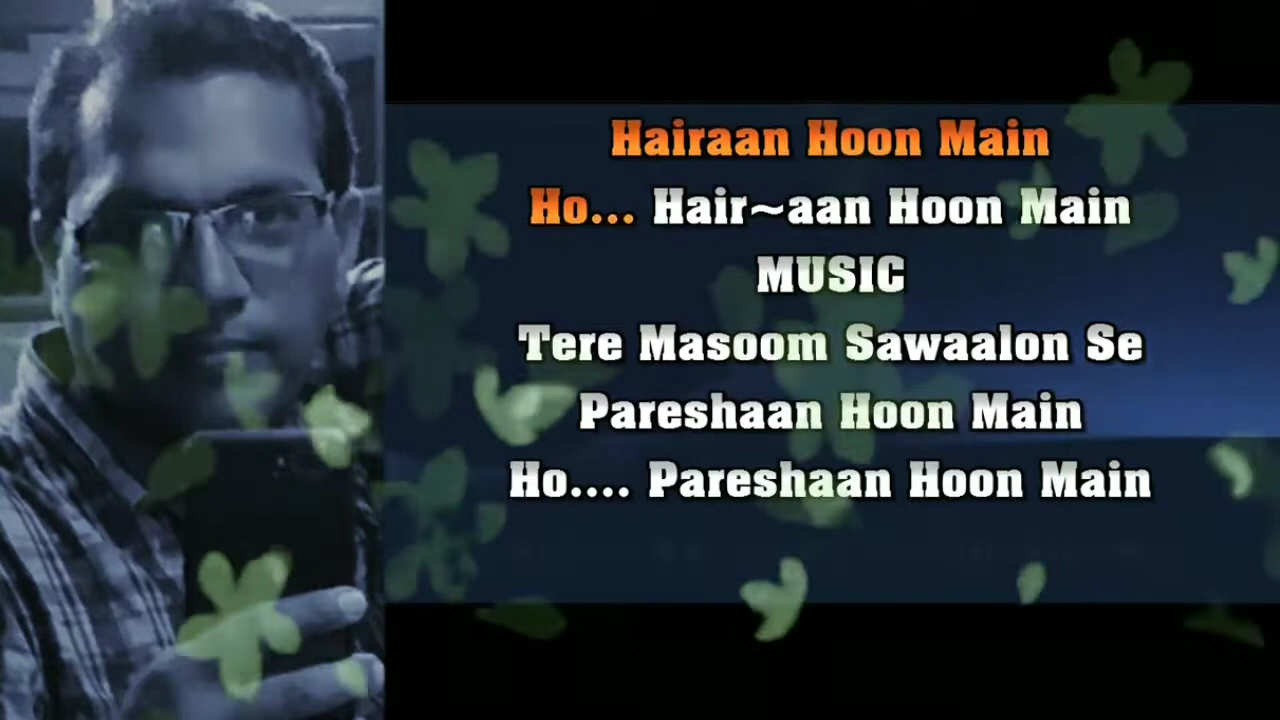 Hairaan Hoon Main
Ho... Hair~aan Hoon Main
MUSIC
Tere Masoom Sawaalon Se
Pareshaan Hoon Main
Ho.... Pareshaan Hoon Main